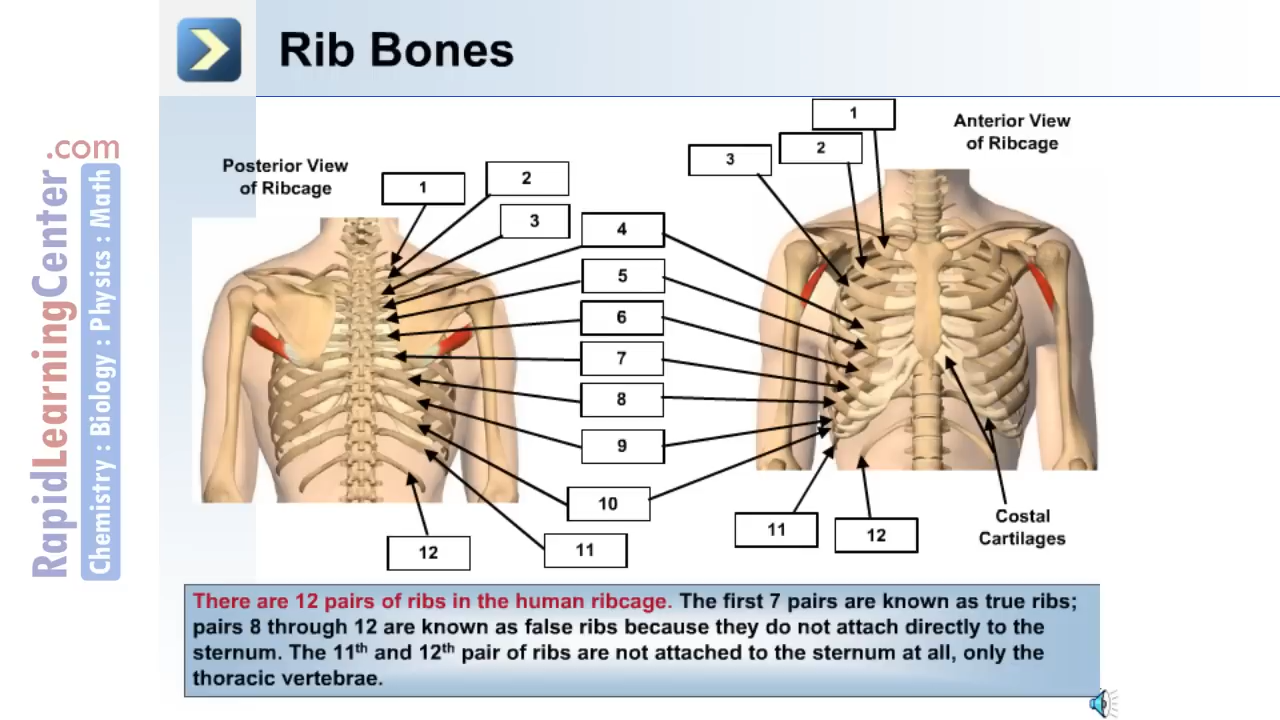 Rib Bones
RapidLearningCenter.com
Chemistry : Biology : Physics : Math
Posterior View
of Ribcage
1
2
3
4
5
6
7
8
9
10
11
12
Anterior View
of Ribcage
1
2
3
11
12
Costal
Cartilages
There are 12 pairs of ribs in the human ribcage. The first 7 pairs are known as true ribs;
pairs 8 through 12 are known as false ribs because they do not attach directly to the
sternum. The 11th and 12th pair of ribs are not attached to the sternum at all, only the
thoracic vertebrae.